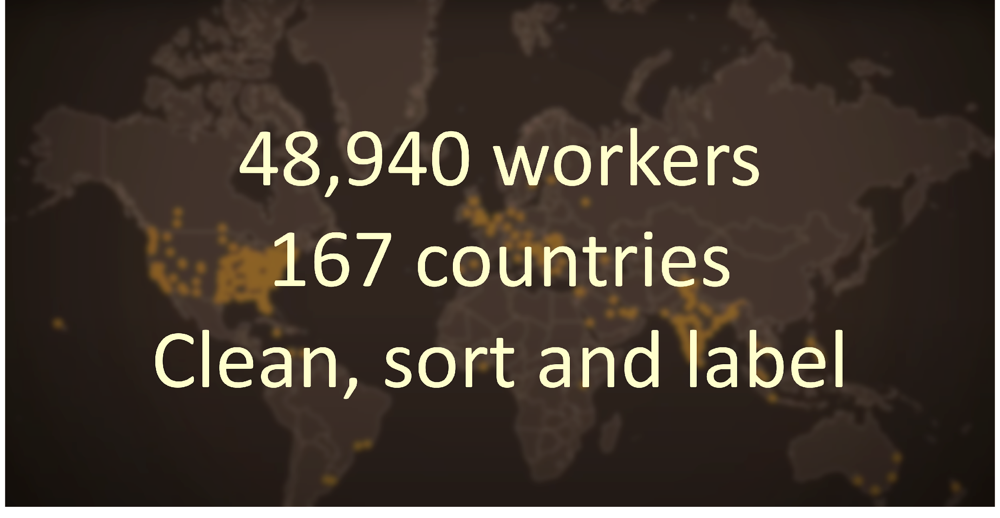 48,940 workers
167 countries
Clean, sort and label